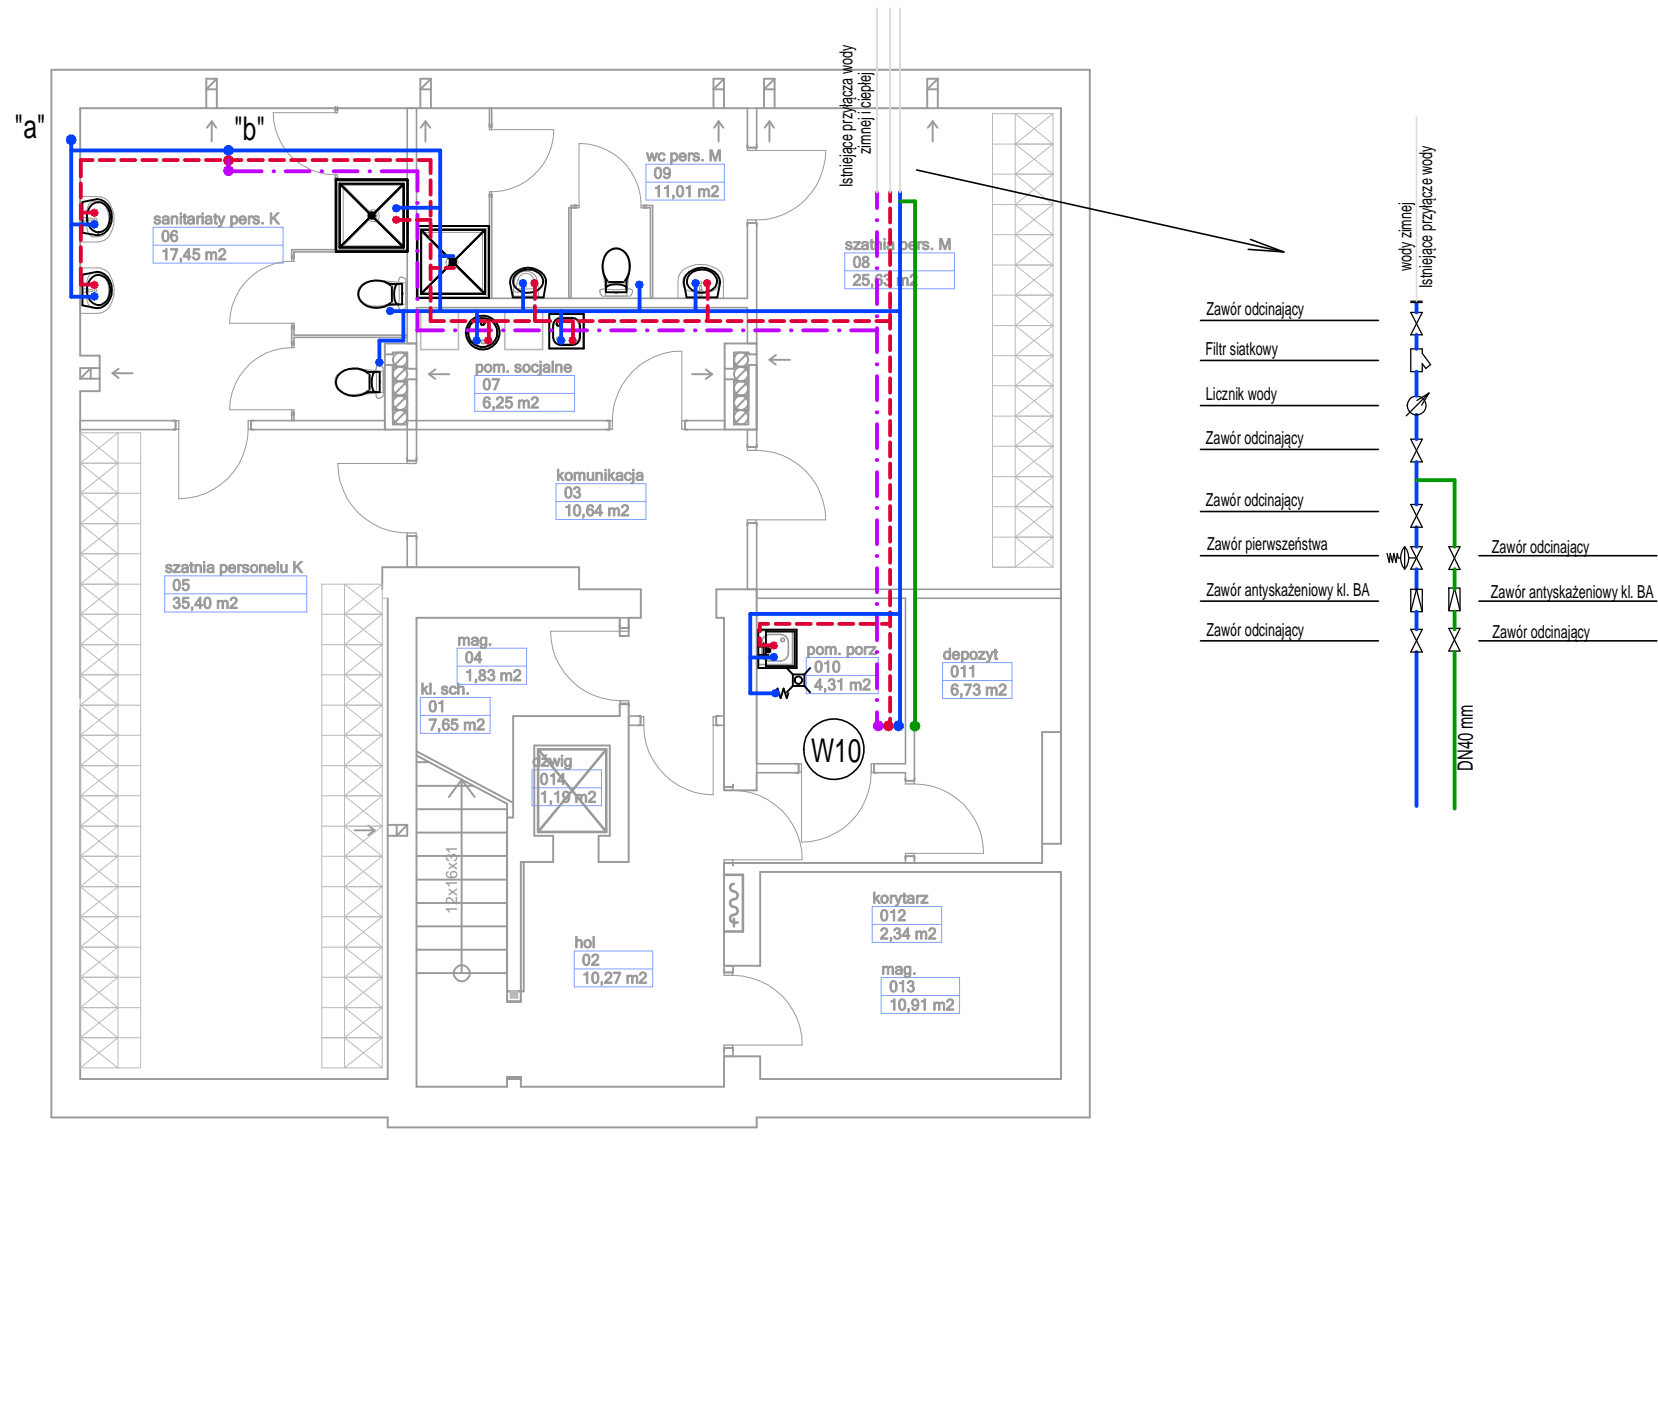 Istniejące przyłącza wody
zimnej i ciepłej
"a"
"b"
wc pers. M
09
11,01 m2
sanitariaty pers. K
06
17,45 m2
szatnia pers. M
08
25,63 m2
pom. socjalne
07
6,25 m2
komunikacja
03
10,64 m2
szatnia personelu K
05
35,40 m2
mag.
04
1,83 m2
kl. sch.
01
7,65 m2
pom. porz.
010
4,31 m2
depozyt
011
6,73 m2
W10
dźwig
014
1,19 m2
12x16x31
hol
02
10,27 m2
korytarz
012
2,34 m2
mag.
013
10,91 m2
wody zimnej
Istniejące przyłącze wody
Zawór odcinający
Filtr siatkowy
Licznik wody
Zawór odcinający
Zawór odcinający
Zawór pierwszeństwa
Zawór antyskażeniowy kl. BA
Zawór odcinający
Zawór odcinający
Zawór antyskażeniowy kl. BA
Zawór odcinający
DN40 mm